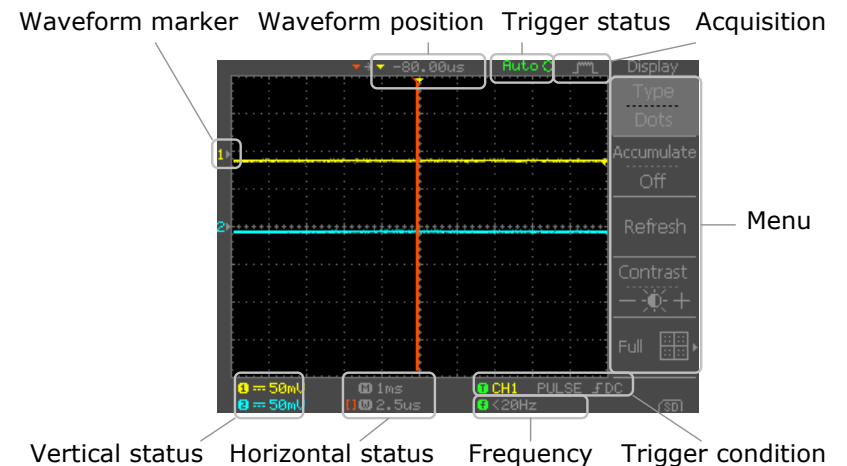 Waveform marker Waveform position Trigger status Acquisition
-80.00us Auto Display
Type
Dots
1
Accumulate
Off
2
Refresh
Menu
Contrast
Full
1 50mV M 1ms T CH1 PULSE DC
2 50mV W 2.5us f <20Hz SD
Vertical status Horizontal status Frequency Trigger condition